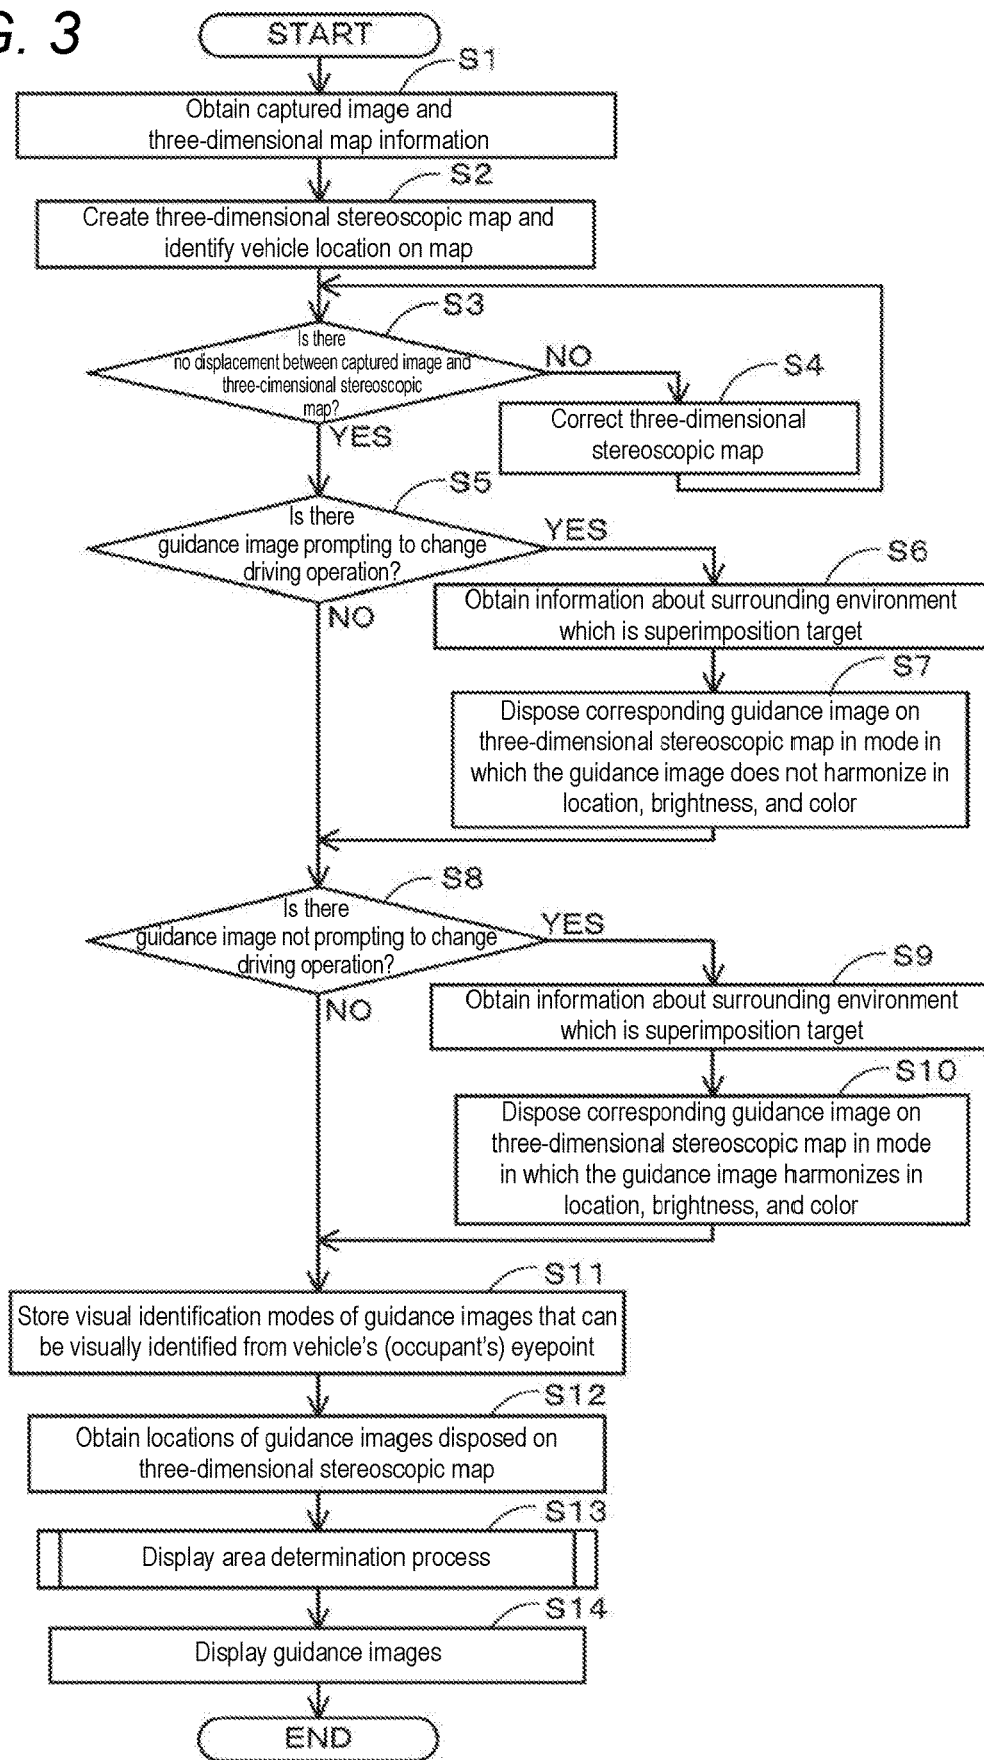 G. 3
START
S1
Obtain captured image and
three-dimensional map information
S2
Create three-dimensional stereoscopic map and
identify vehicle location on map
S3
Is there
no displacement between captured image and
three-cimensional stereoscopic
map?
NO
YES
S4
Correct three-dimensional
stereoscopic map
S5
Is there
guidance image prompting to change
driving operation?
YES
NO
S6
Obtain information about surrounding environment
which is superimposition target
S7
Dispose corresponding guidance image on
three-dimensional stereoscopic map in mode in
which the guidance image does not harmonize in
location, brightness, and color
S8
Is there
guidance image not prompting to change
driving operation?
YES
NO
S9
Obtain information about surrounding environment
which is superimposition target
S10
Dispose corresponding guidance image on
three-dimensional stereoscopic map in mode
in which the guidance image harmonizes in
location, brightness, and color
S11
Store visual identification modes of guidance images that can
be visually identified from vehicle's (occupant's) eyepoint
S12
Obtain locations of guidance images disposed on
three-dimensional stereoscopic map
S13
Display area determination process
S14
Display guidance images
END